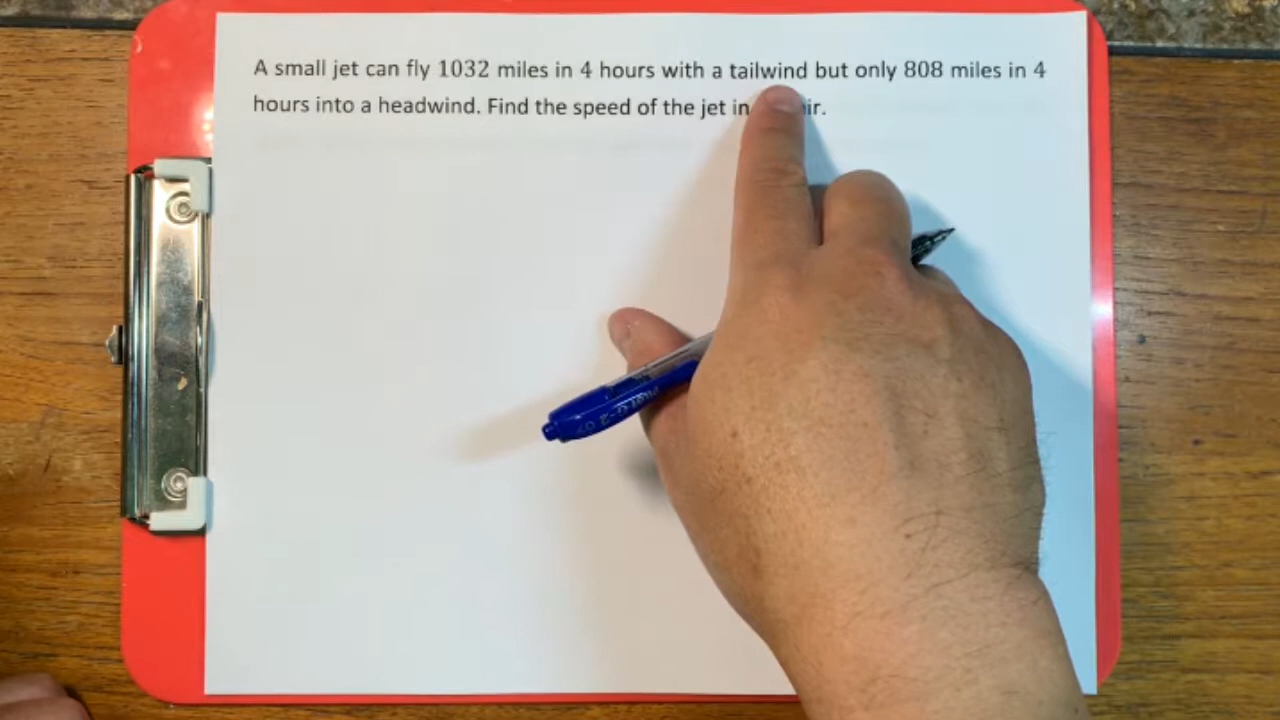 A small jet can fly 1032 miles in 4 hours with a tailwind but only 808 miles in 4
hours into a headwind. Find the speed of the jet in ir.